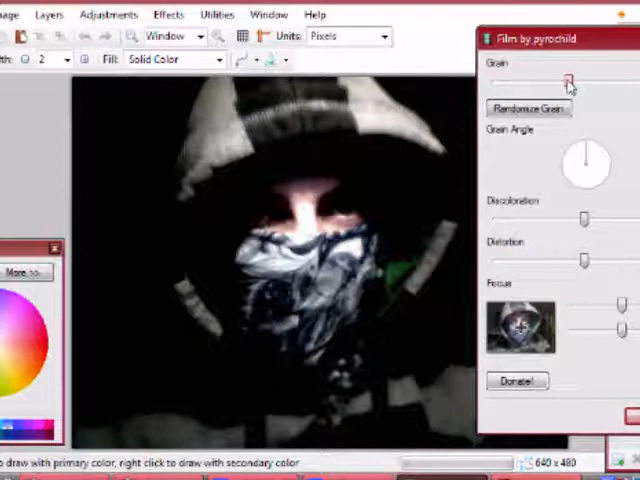 age Layers Adjustments Effects Utilities Window Help
Window Units: Pixels
th: 2 Fill: Solid Color
Film by pyrochild
Grain
Randomize Grain
Grain Angle
Discoloration
Distortion
Focus
Donate!
More >>
o draw with primary color, right click to draw with secondary color
640 x 480